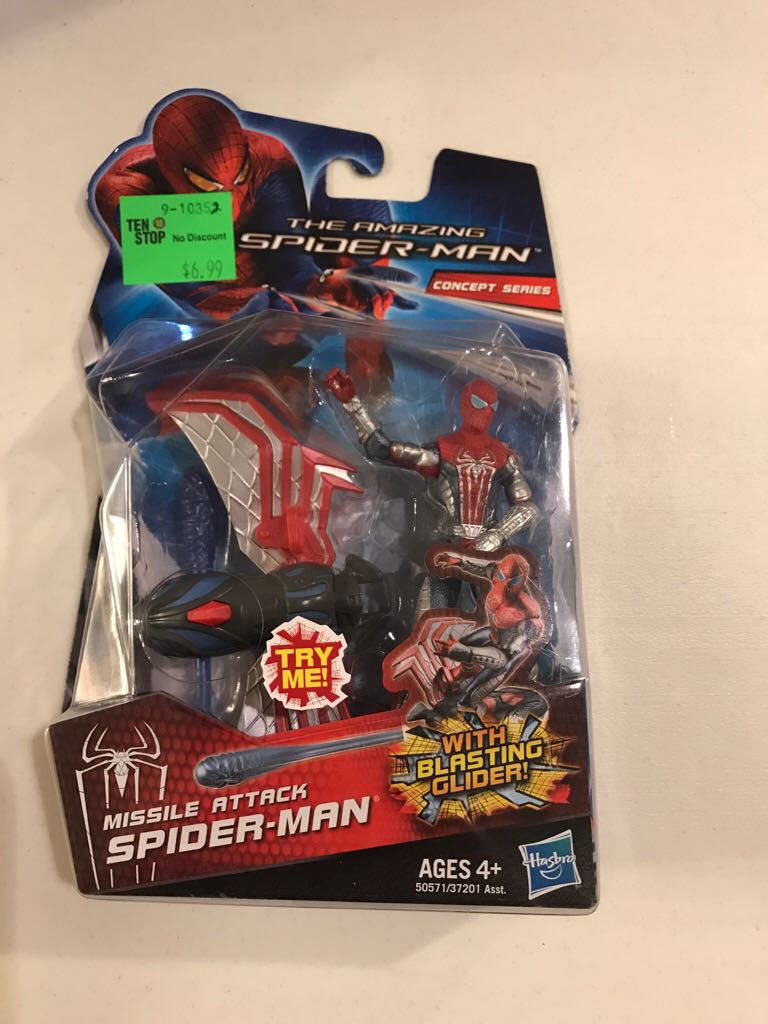 9-10352
TEN
STOP
No Discount
$6.99
THE AMAZING
SPIDER-MAN™
CONCEPT SERIES
TRY
ME!
WITH
BLASTING
GLIDER!
MISSILE ATTACK
SPIDER-MAN®
AGES 4+
50571/37201 Asst.
Hasbro